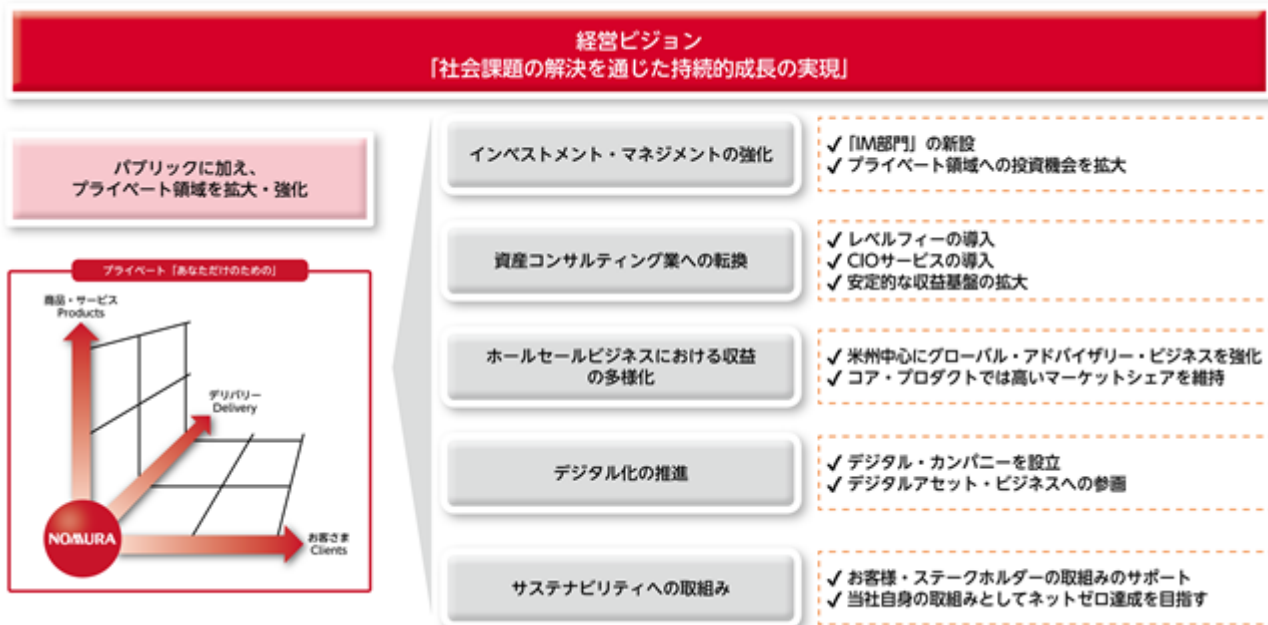 経営ビジョン
「社会課題の解決を通じた持続的成長の実現」
パブリックに加え、
プライベート領域を拡大・強化
プライベート「あなただけのための」
商品・サービス
Products
デリバリー
Delivery
NOMURA
お客さま
Clients
インベストメント・マネジメントの強化
✓「IM部門」の新設
✓プライベート領域への投資機会を拡大
資産コンサルティング業への転換
✓レベルフィーの導入
✓CIOサービスの導入
✓安定的な収益基盤の拡大
ホールセールビジネスにおける収益
の多様化
✓米州中心にグローバル・アドバイザリー・ビジネスを強化
✓コア・プロダクトでは高いマーケットシェアを維持
デジタル化の推進
✓デジタル・カンパニーを設立
✓デジタルアセット・ビジネスへの参画
サステナビリティへの取組み
✓お客様・ステークホルダーの取組みのサポート
✓当社自身の取組みとしてネットゼロ達成を目指す